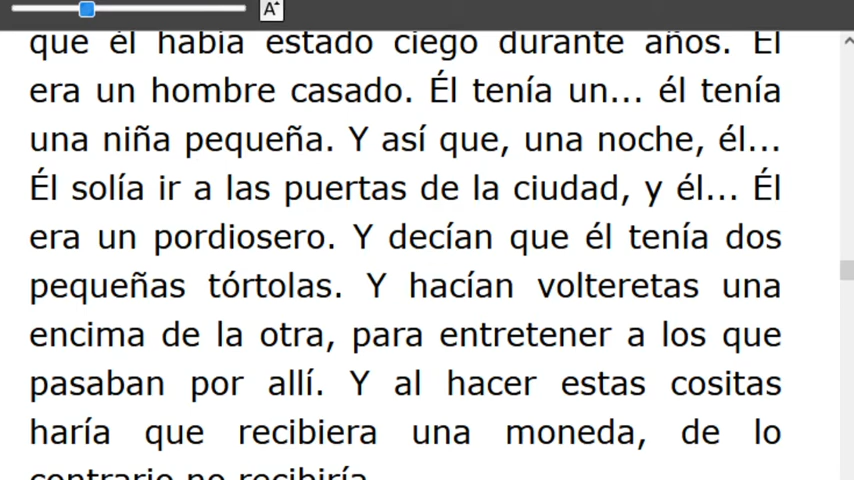 A
que él había estado ciego durante años. Él
era un hombre casado. Él tenía un... él tenía
una niña pequeña. Y así que, una noche, él...
Él solía ir a las puertas de la ciudad, y él... Él
era un pordiosero. Y decían que él tenía dos
pequeñas tórtolas. Y hacían volteretas una
encima de la otra, para entretener a los que
pasaban por allí. Y al hacer estas cositas
haría que recibiera una moneda, de lo
contrario no recibiría.